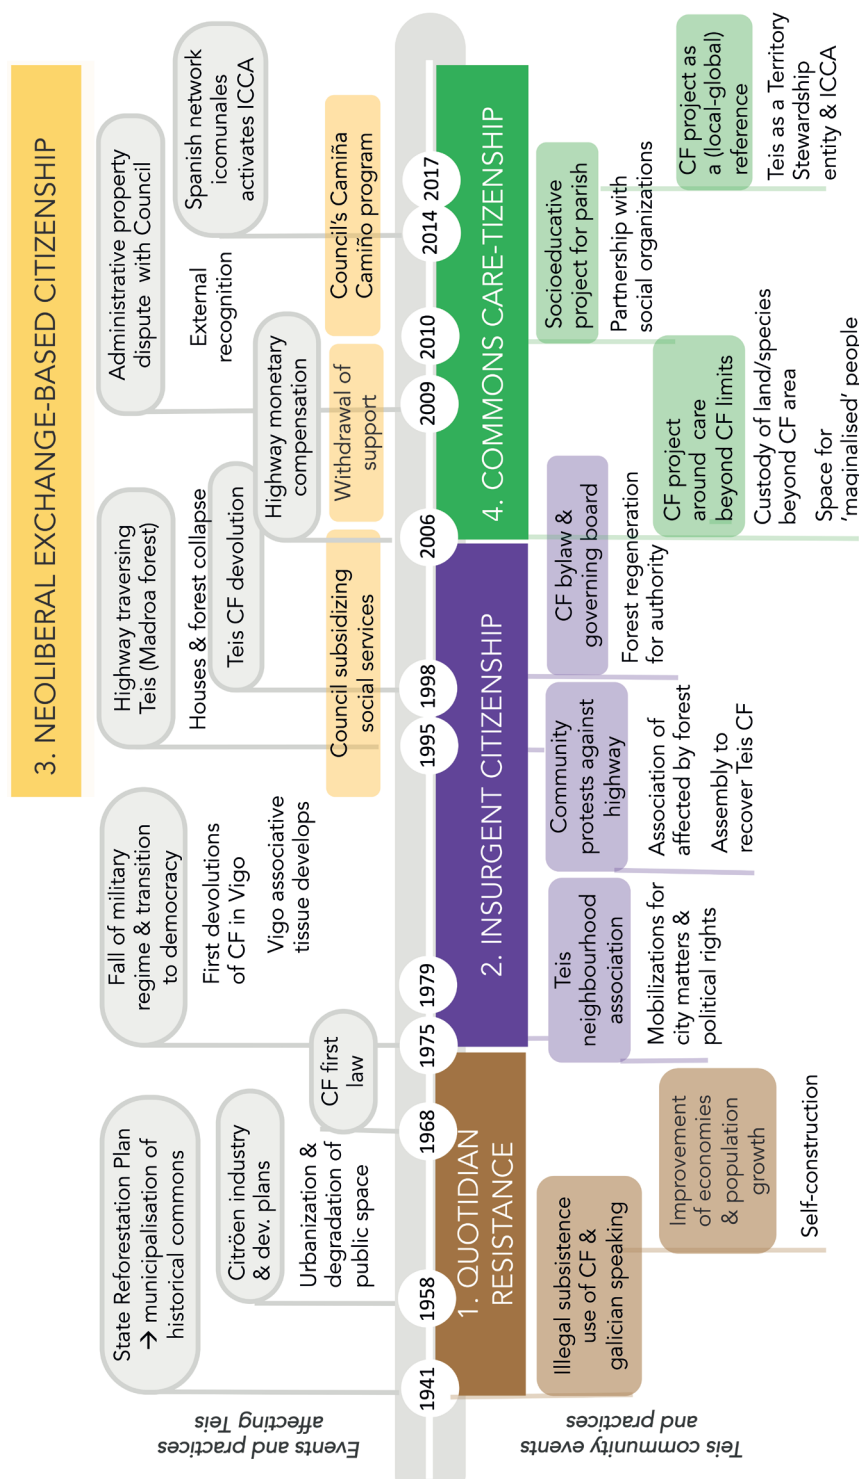 3. NEOLIBERAL EXCHANGE-BASED CITIZENSHIP
Events and practices
affecting Teis
State Reforestation Plan
→ municipalisation of
historical commons
Citröen industry
& dev. plans
Urbanization &
degradation of
public space
CF first
law
Fall of military
regime & transition
to democracy
First devolutions
of CF in Vigo
Vigo associative
tissue develops
Highway traversing
Teis (Madroa forest)
Houses & forest collapse
Teis CF devolution
Highway monetary
compensation
Administrative property
dispute with Council
External
recognition
Spanish network
icomunales
activates ICCA
Council subsidizing
social services
Withdrawal of
support
Council's Camiña
Camiño program
1941
1958
1968
1975
1979
1995
1998
2006
2009
2010
2014
2017
1. QUOTIDIAN
RESISTANCE
2. INSURGENT CITIZENSHIP
4. COMMONS CARE-TIZENSHIP
Teis community events
and practices
Illegal subsistence
use of CF &
galician speaking
Improvement
of economies
& population
growth
Self-construction
Teis
neighbourhood
association
Mobilizations for
city matters &
political rights
Community
protests against
highway
Association of
affected by forest
Assembly to
recover Teis CF
CF bylaw &
governing board
Forest regeneration
for authority
CF project
around care
beyond CF limits
Custody of land/species
beyond CF area
Space for
'maginalised' people
Socioeducative
project for parish
Partnership with
social organizations
CF project as
a (local-global)
reference
Teis as a Territory
Stewardship
entity & ICCA